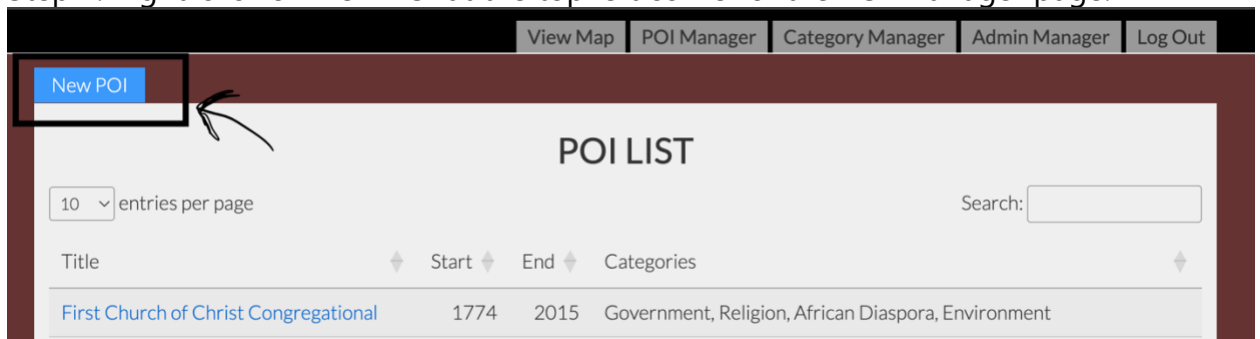 View Map POI Manager Category Manager Admin Manager Log Out
New POI
POI LIST
10 entries per page Search:
Title Start End Categories
First Church of Christ Congregational 1774 2015 Government, Religion, African Diaspora, Environment